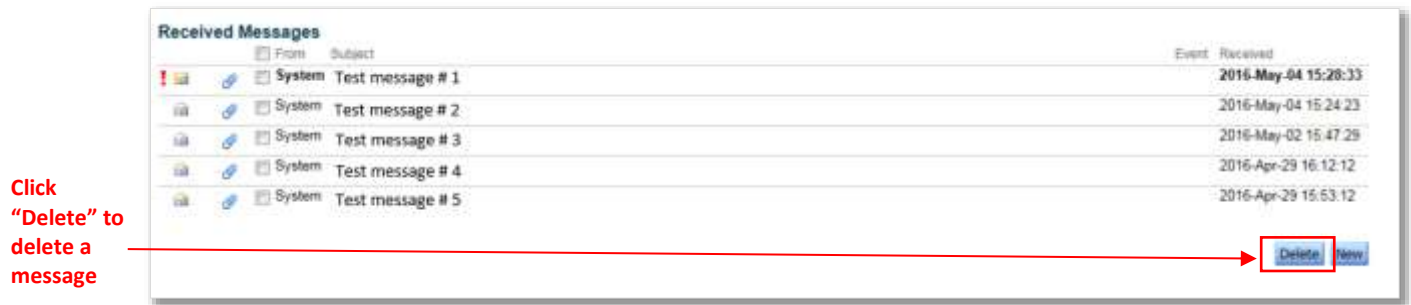 Received Messages
From Subject Event Received
! System Test message # 1 2016-May-04 15:28:33
System Test message # 2 2016-May-04 15:24:23
System Test message # 3 2016-May-02 15:47:29
System Test message # 4 2016-Apr-29 16:12:12
System Test message # 5 2016-Apr-29 15:53:12
Click
“Delete” to
delete a
message
Delete New